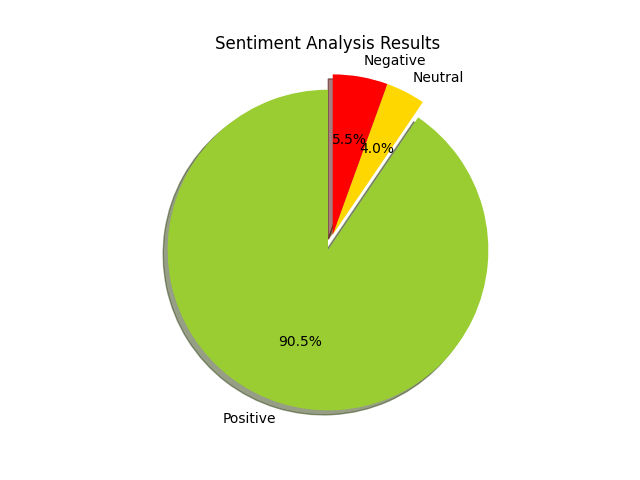 Sentiment Analysis Results
Negative
Neutral
5.5%
4.0%
90.5%
Positive